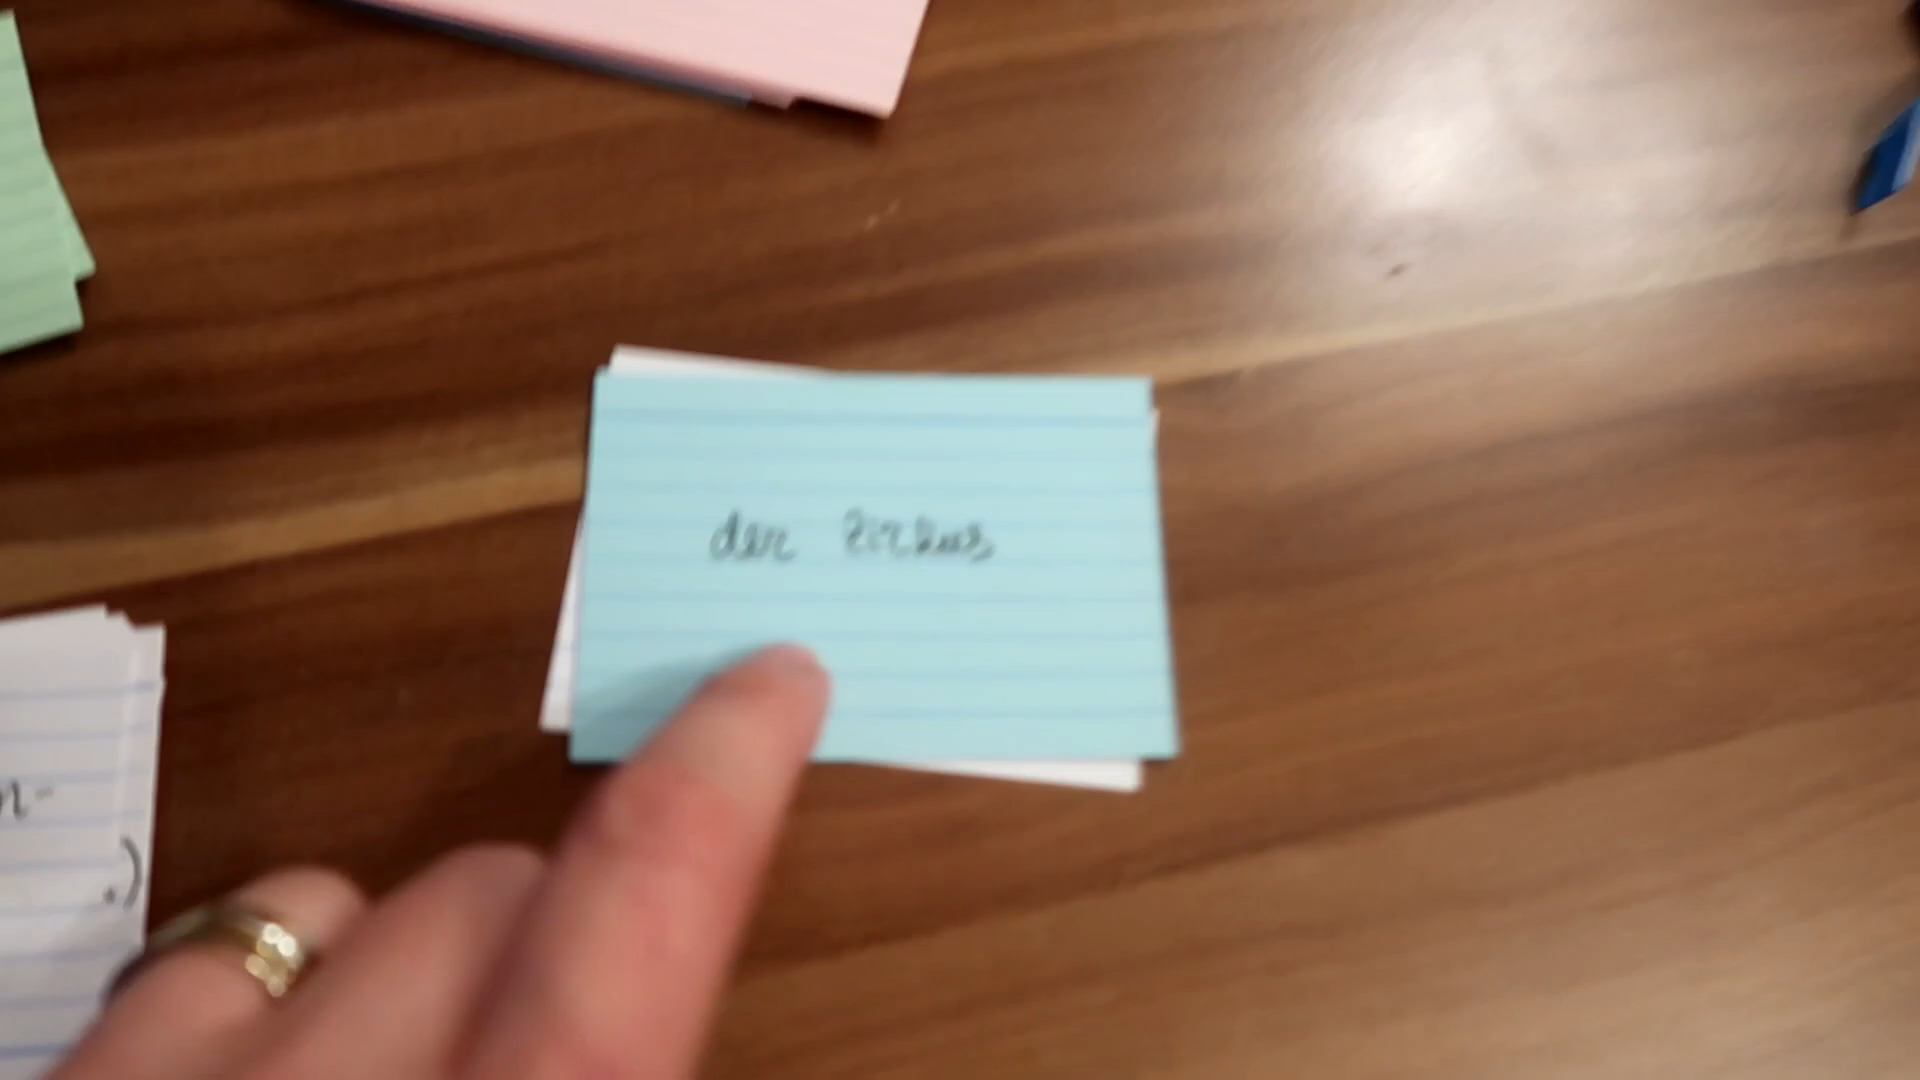 der Zirkus
n-
.)